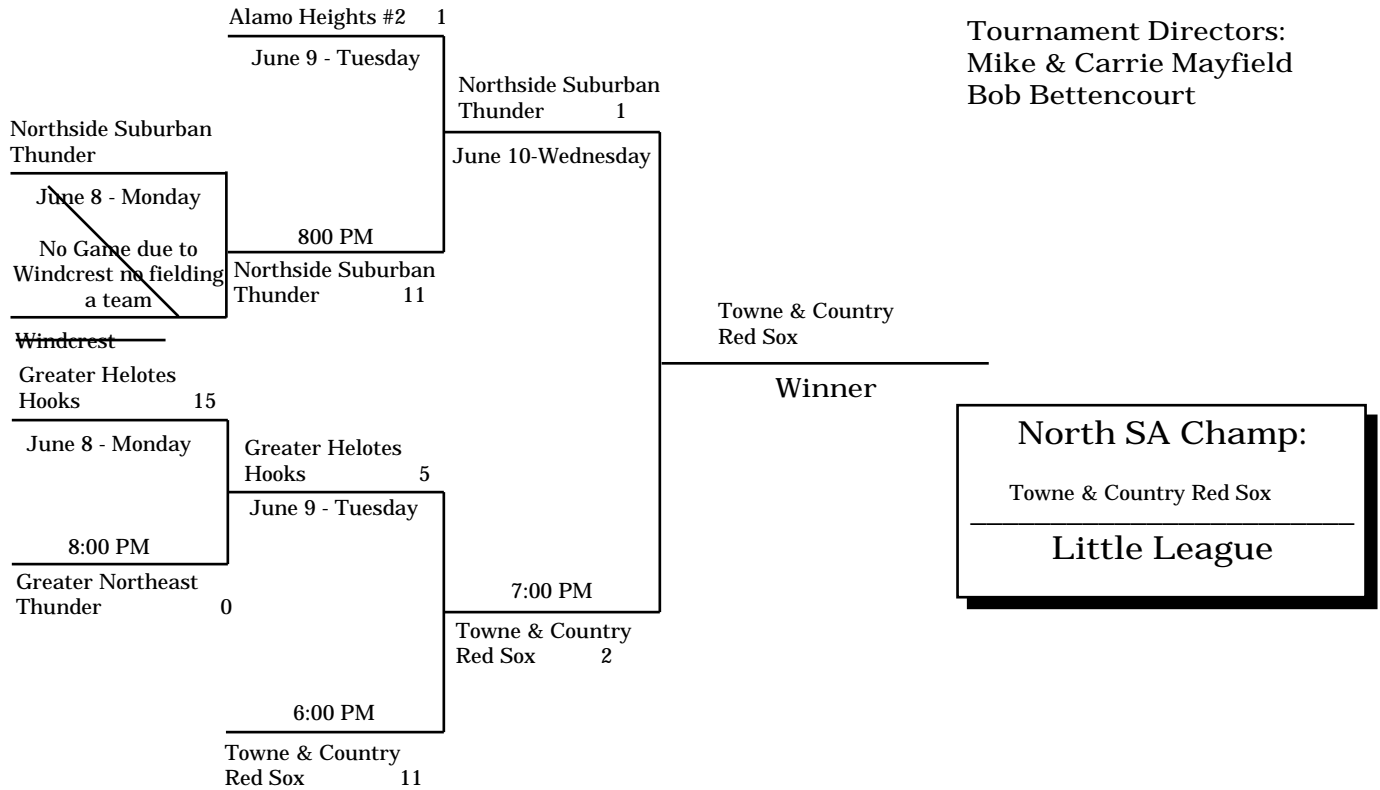 Alamo Heights #2 1
June 9 - Tuesday
Tournament Directors:
Mike & Carrie Mayfield
Bob Bettencourt
Northside Suburban
Thunder 1
June 10-Wednesday
Northside Suburban
Thunder
June 8 - Monday
No Game due to
Windcrest no fielding
a team
Windcrest
800 PM
Northside Suburban
Thunder 11
Towne & Country
Red Sox
Winner
Greater Helotes
Hooks 15
June 8 - Monday
8:00 PM
Greater Northeast
Thunder 0
Greater Helotes
Hooks 5
June 9 - Tuesday
6:00 PM
Towne & Country
Red Sox 11
7:00 PM
Towne & Country
Red Sox 2
North SA Champ:
Towne & Country Red Sox
Little League